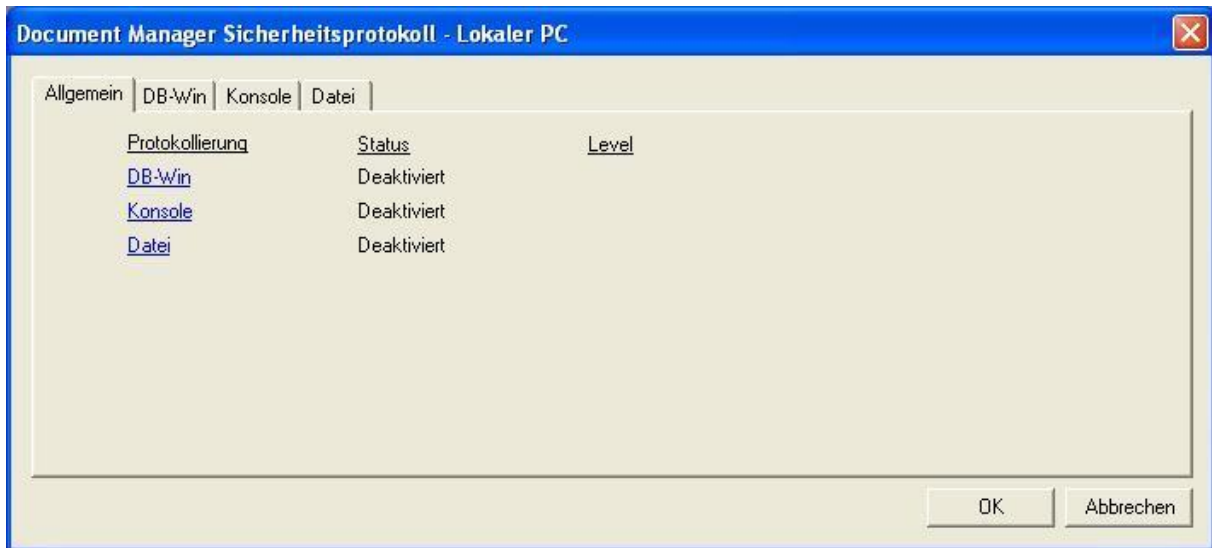 Document Manager Sicherheitsprotokoll - Lokaler PC
Allgemein DB-Win Konsole Datei
Protokollierung Status Level
DB-Win Deaktiviert
Konsole Deaktiviert
Datei Deaktiviert
OK Abbrechen